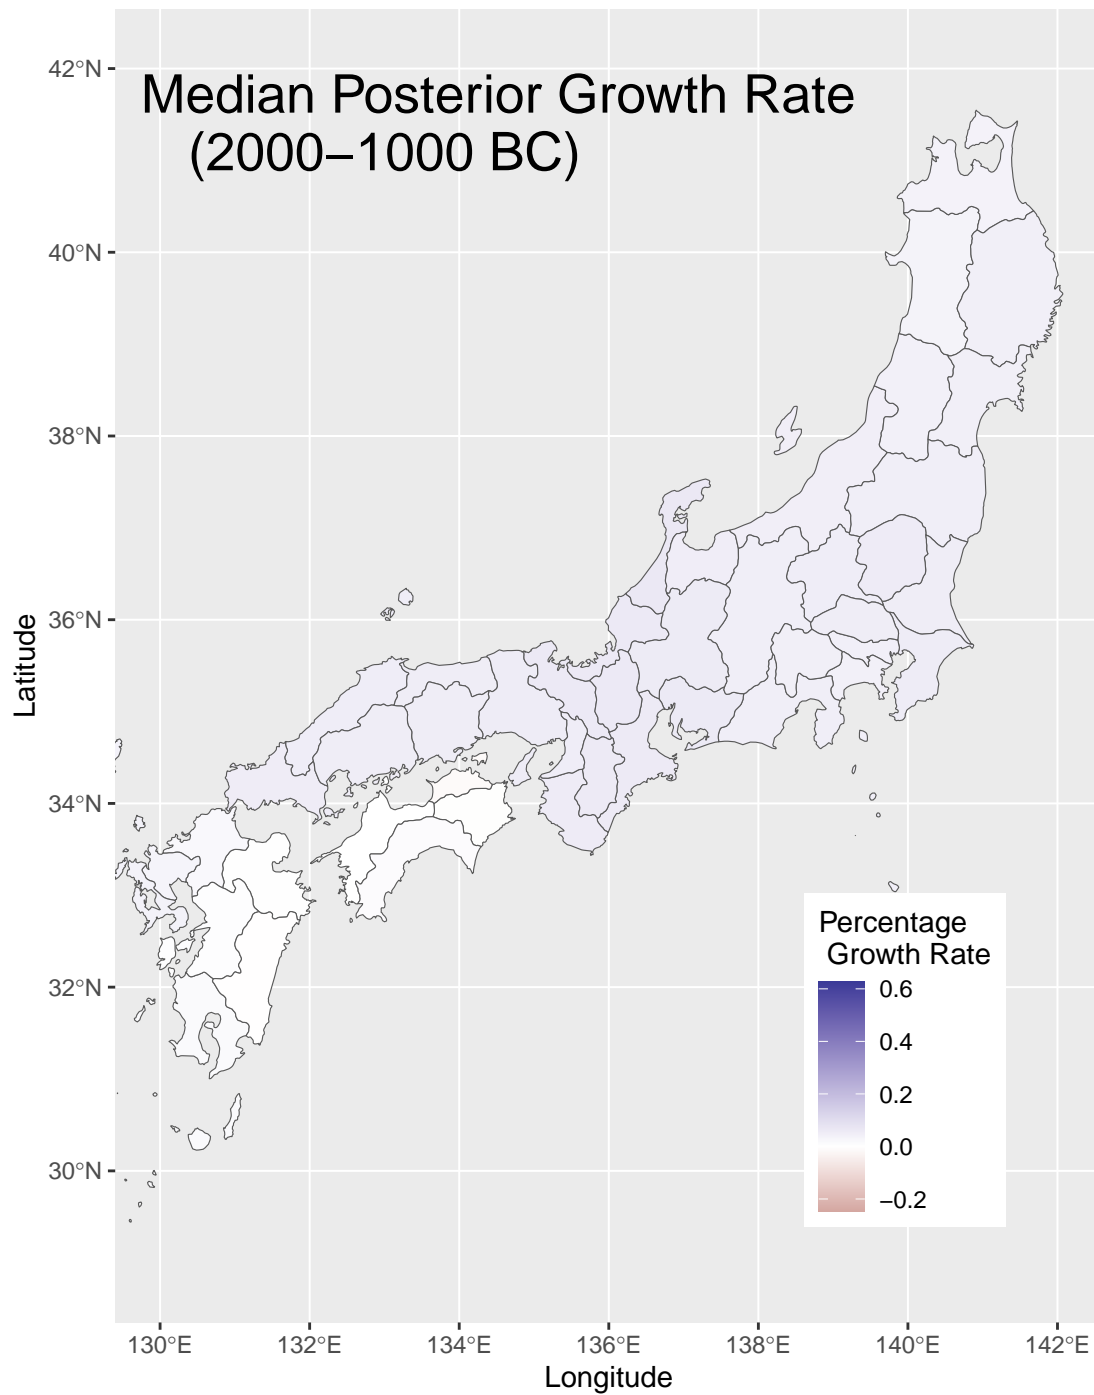 Median Posterior Growth Rate
(2000–1000 BC)
42°N
40°N
38°N
36°N
34°N
32°N
30°N
Latitude
Percentage
Growth Rate
0.6
0.4
0.2
0.0
−0.2
130°E
132°E
134°E
136°E
138°E
140°E
142°E
Longitude